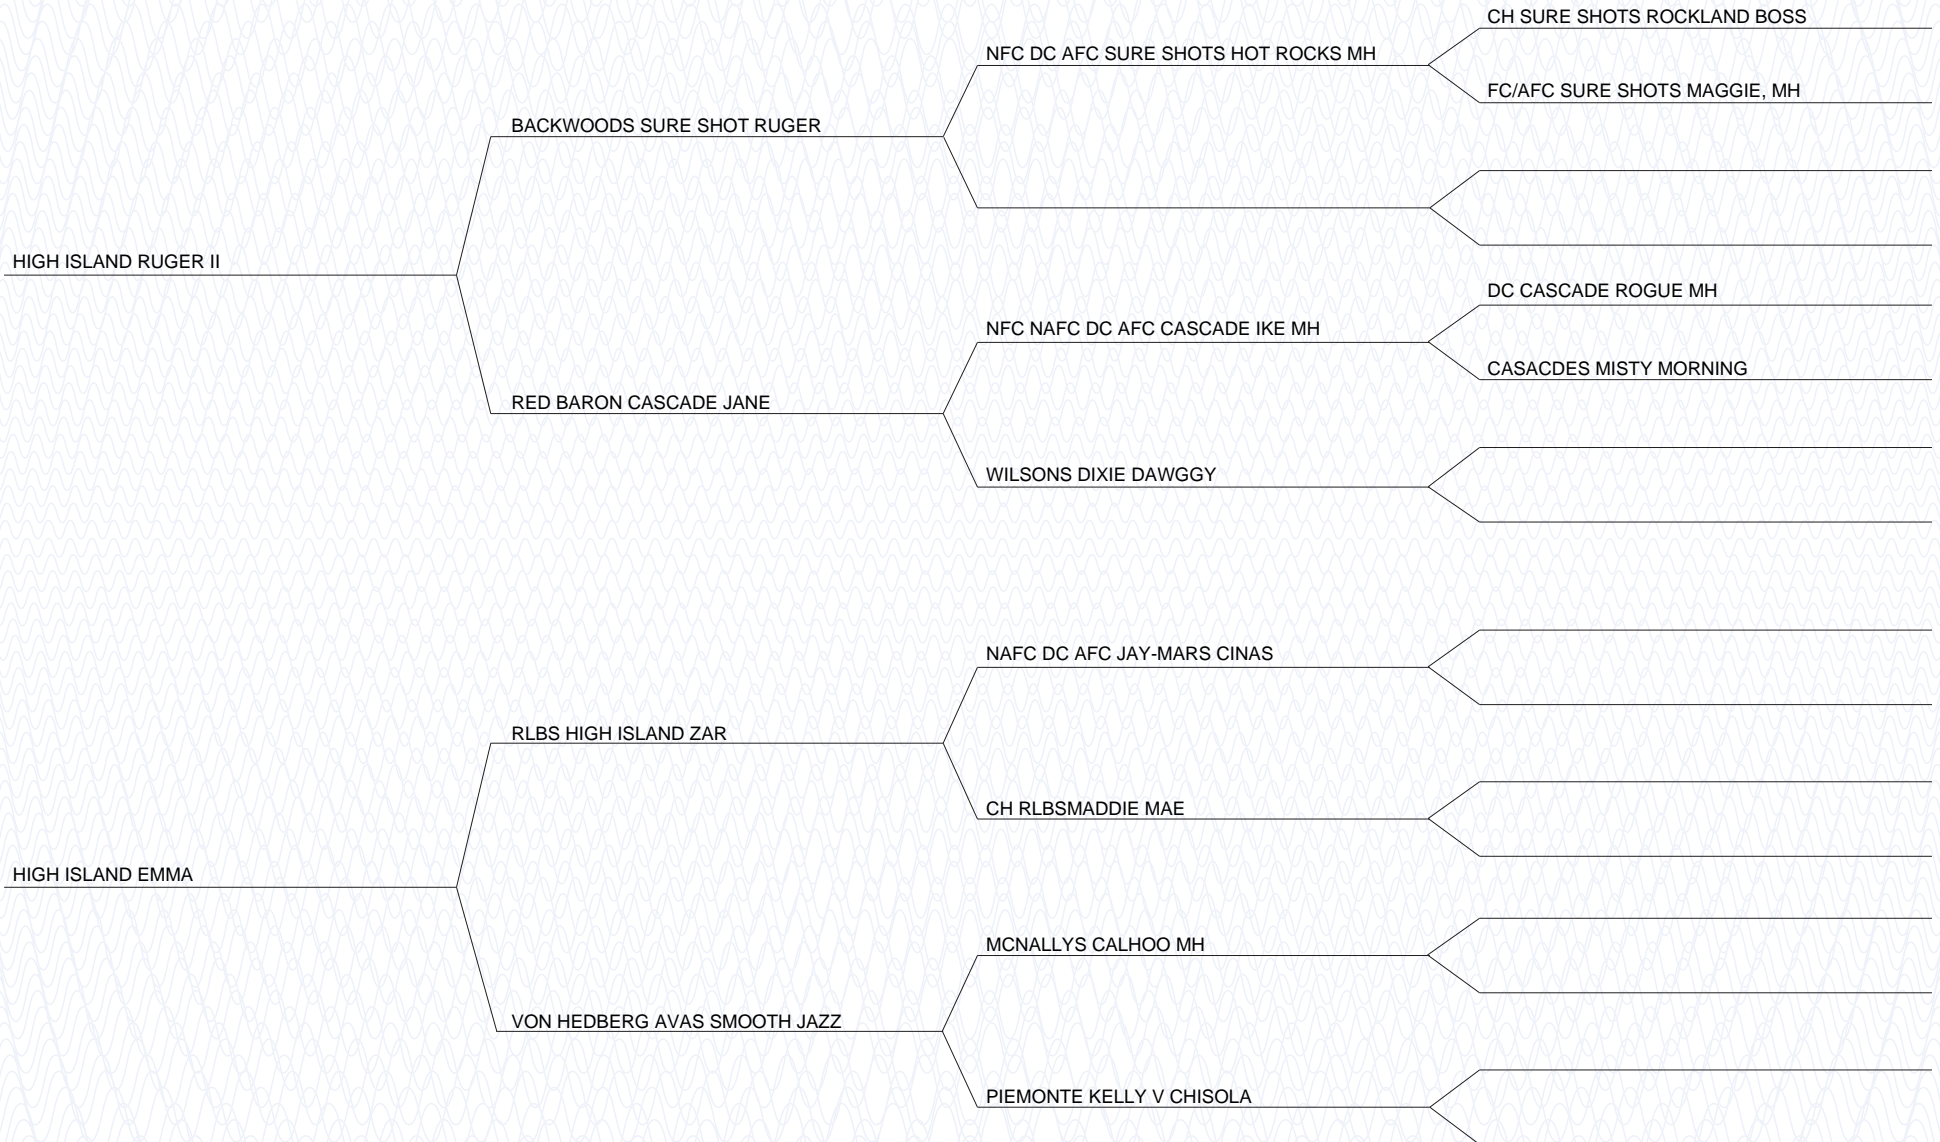 CH SURE SHOTS ROCKLAND BOSS
NFC DC AFC SURE SHOTS HOT ROCKS MH
FC/AFC SURE SHOTS MAGGIE, MH
BACKWOODS SURE SHOT RUGER
HIGH ISLAND RUGER II
DC CASCADE ROGUE MH
NFC NAFC DC AFC CASCADE IKE MH
CASACDES MISTY MORNING
RED BARON CASCADE JANE
WILSONS DIXIE DAWGGY
NAFC DC AFC JAY-MARS CINAS
RLBS HIGH ISLAND ZAR
CH RLBSMADDIE MAE
HIGH ISLAND EMMA
MCNALLYS CALHOO MH
VON HEDBERG AVAS SMOOTH JAZZ
PIEMONTE KELLY V CHISOLA